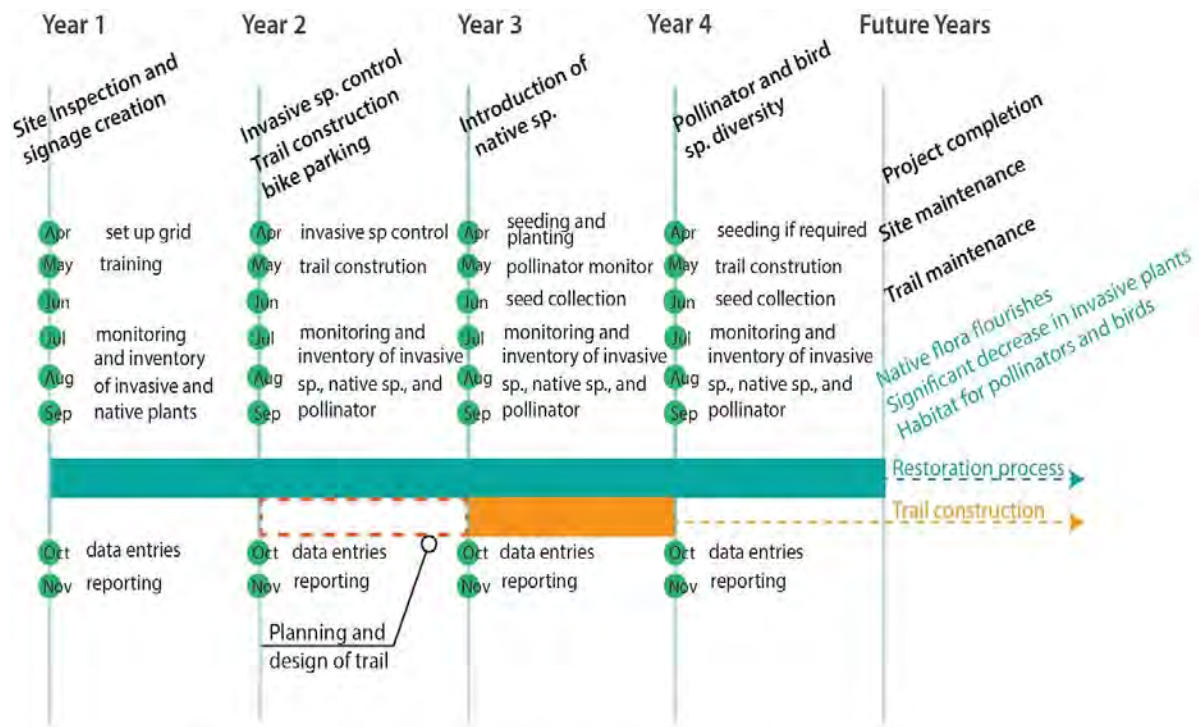 Year 1
Year 2
Year 3
Year 4
Future Years
Site Inspection and
signage creation
Invasive sp. control
Trail construction
bike parking
Introduction of
native sp.
Pollinator and bird
sp. diversity
Project completion
Site maintenance
Trail maintenance
Native flora flourishes
Significant decrease in invasive plants
Habitat for pollinators and birds
Apr set up grid
May training
Jun
Jul monitoring
and inventory
Aug of invasive and
Sep native plants
Apr invasive sp control
May trail constrution
Jun
Jul monitoring and
inventory of invasive
Aug sp., native sp., and
Sep pollinator
Apr seeding and
planting
May pollinator monitor
Jun seed collection
Jul monitoring and
inventory of invasive
Aug sp., native sp., and
Sep pollinator
Apr seeding if required
May trail constrution
Jun seed collection
Jul monitoring and
inventory of invasive
Aug sp., native sp., and
Sep pollinator
Restoration process
Trail construction
Oct data entries
Nov reporting
Oct data entries
Nov reporting
Oct data entries
Nov reporting
Oct data entries
Nov reporting
Planning and
design of trail